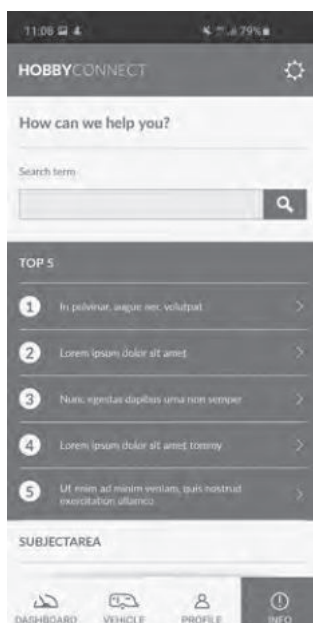 11:08 79%
HOBBYCONNECT
How can we help you?
Search term
TOP 5
1 In pulvinar, augue nec volutpat
2 Lorem ipsum dolor sit amet
3 Nunc egestas dapibus urna non semper
4 Lorem ipsum dolor sit amet tommy
5 Ut enim ad minim veniam, quis nostrud
exercitation ullamco
SUBJECTAREA
DASHBOARD VEHICLE PROFILE INFO